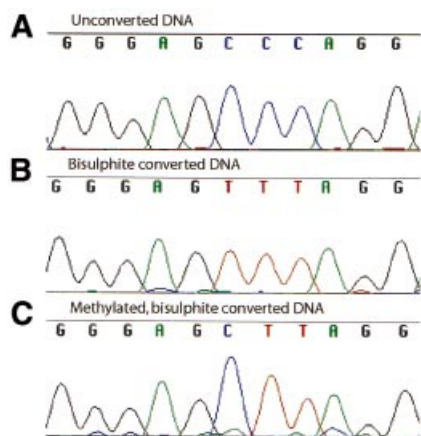 A
Unconverted DNA
G G G A G C C C A G G
B
Bisulphite converted DNA
G G G A G T T T A G G
C
Methylated, bisulphite converted DNA
G G G A G C T T A G G